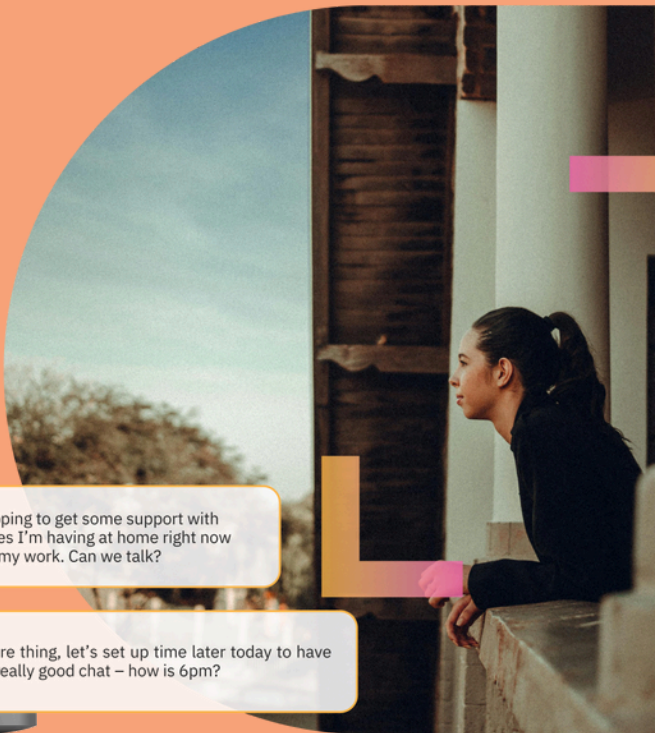 ping to get some support with
es I'm having at home right now
my work. Can we talk?
re thing, let's set up time later today to have
eally good chat – how is 6pm?